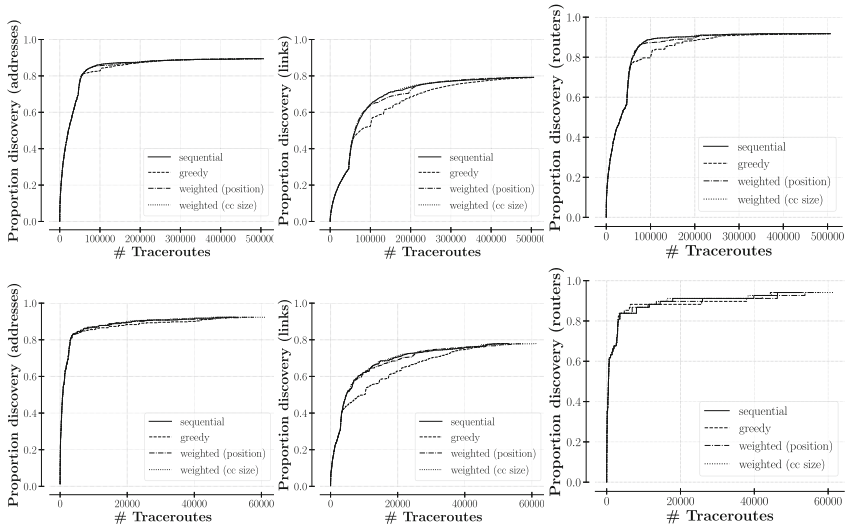 Proportion discovery (addresses)
1.0
0.8
0.6
0.4
0.2
0.0
sequential
greedy
weighted (position)
weighted (cc size)
0
100000
200000
300000
400000
500000
# Traceroutes
Proportion discovery (links)
1.0
0.8
0.6
0.4
0.2
0.0
sequential
greedy
weighted (position)
weighted (cc size)
0
100000
200000
300000
400000
500000
# Traceroutes
Proportion discovery (routers)
1.0
0.8
0.6
0.4
0.2
0.0
sequential
greedy
weighted (position)
weighted (cc size)
0
100000
200000
300000
400000
500000
# Traceroutes
Proportion discovery (addresses)
1.0
0.8
0.6
0.4
0.2
0.0
sequential
greedy
weighted (position)
weighted (cc size)
0
20000
40000
60000
# Traceroutes
Proportion discovery (links)
1.0
0.8
0.6
0.4
0.2
0.0
sequential
greedy
weighted (position)
weighted (cc size)
0
20000
40000
60000
# Traceroutes
Proportion discovery (routers)
1.0
0.8
0.6
0.4
0.2
0.0
sequential
greedy
weighted (position)
weighted (cc size)
0
20000
40000
60000
# Traceroutes